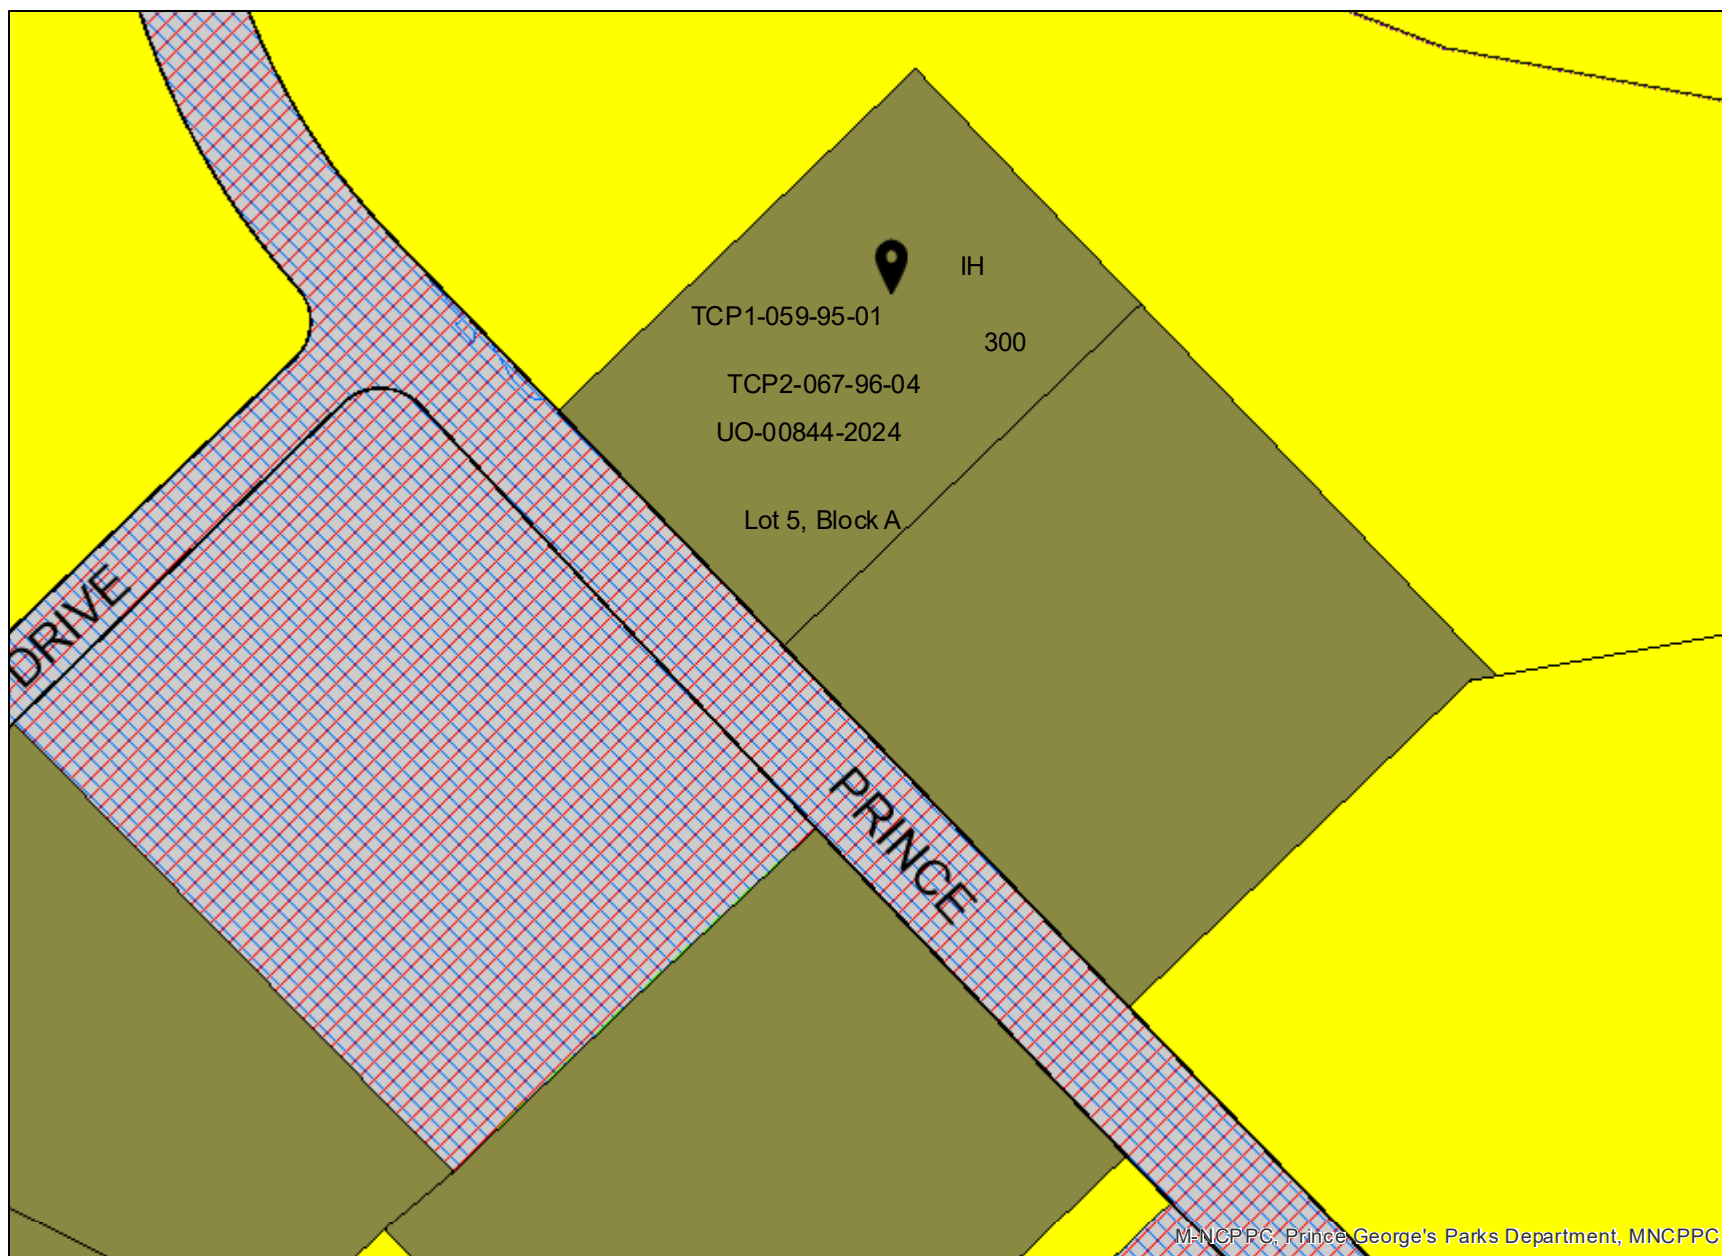 IH
TCP1-059-95-01
300
TCP2-067-96-04
UO-00844-2024
Lot 5, Block A
DRIVE
PRINCE
M-NCPPC, Prince George's Parks Department, MNCPPC